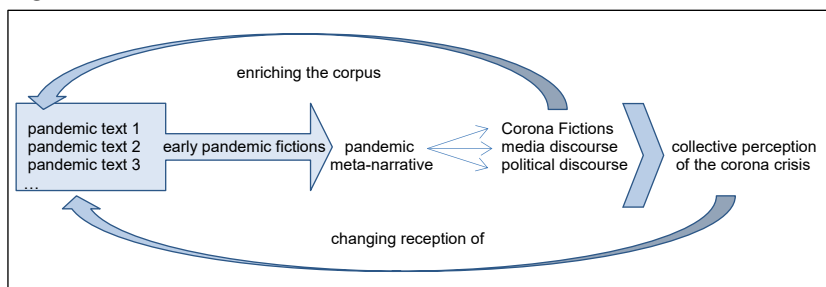 enriching the corpus
pandemic text 1
pandemic text 2
pandemic text 3
…
early pandemic fictions
pandemic
meta-narrative
Corona Fictions
media discourse
political discourse
collective perception
of the corona crisis
changing reception of